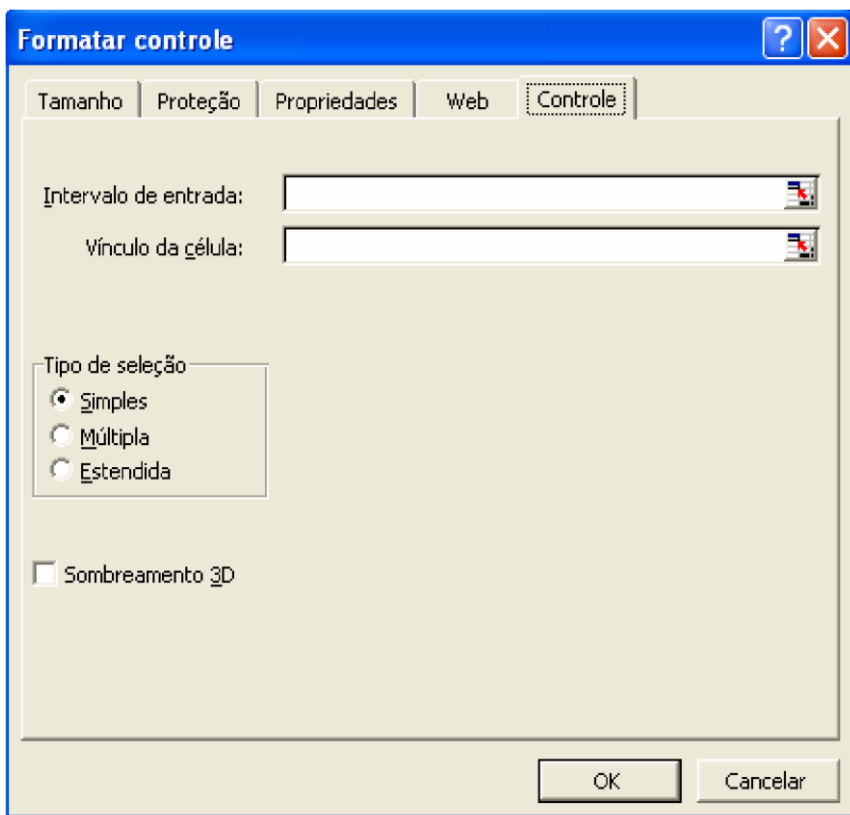 Formatar controle
Tamanho Proteção Propriedades Web Controle
Intervalo de entrada:
Vínculo da célula:
Tipo de seleção
Simples
Múltipla
Estendida
Sombreamento 3D
OK Cancelar